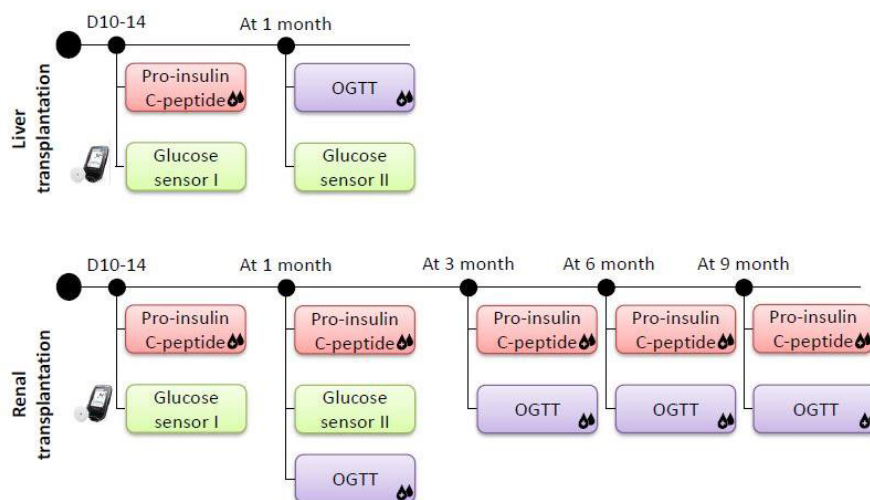 D10-14
At 1 month
Liver
transplantation
Pro-insulin
C-peptide
OGTT
Glucose
sensor I
Glucose
sensor II
D10-14
At 1 month
At 3 month
At 6 month
At 9 month
Renal
transplantation
Pro-insulin
C-peptide
Pro-insulin
C-peptide
Pro-insulin
C-peptide
Pro-insulin
C-peptide
Pro-insulin
C-peptide
Glucose
sensor I
Glucose
sensor II
OGTT
OGTT
OGTT
OGTT